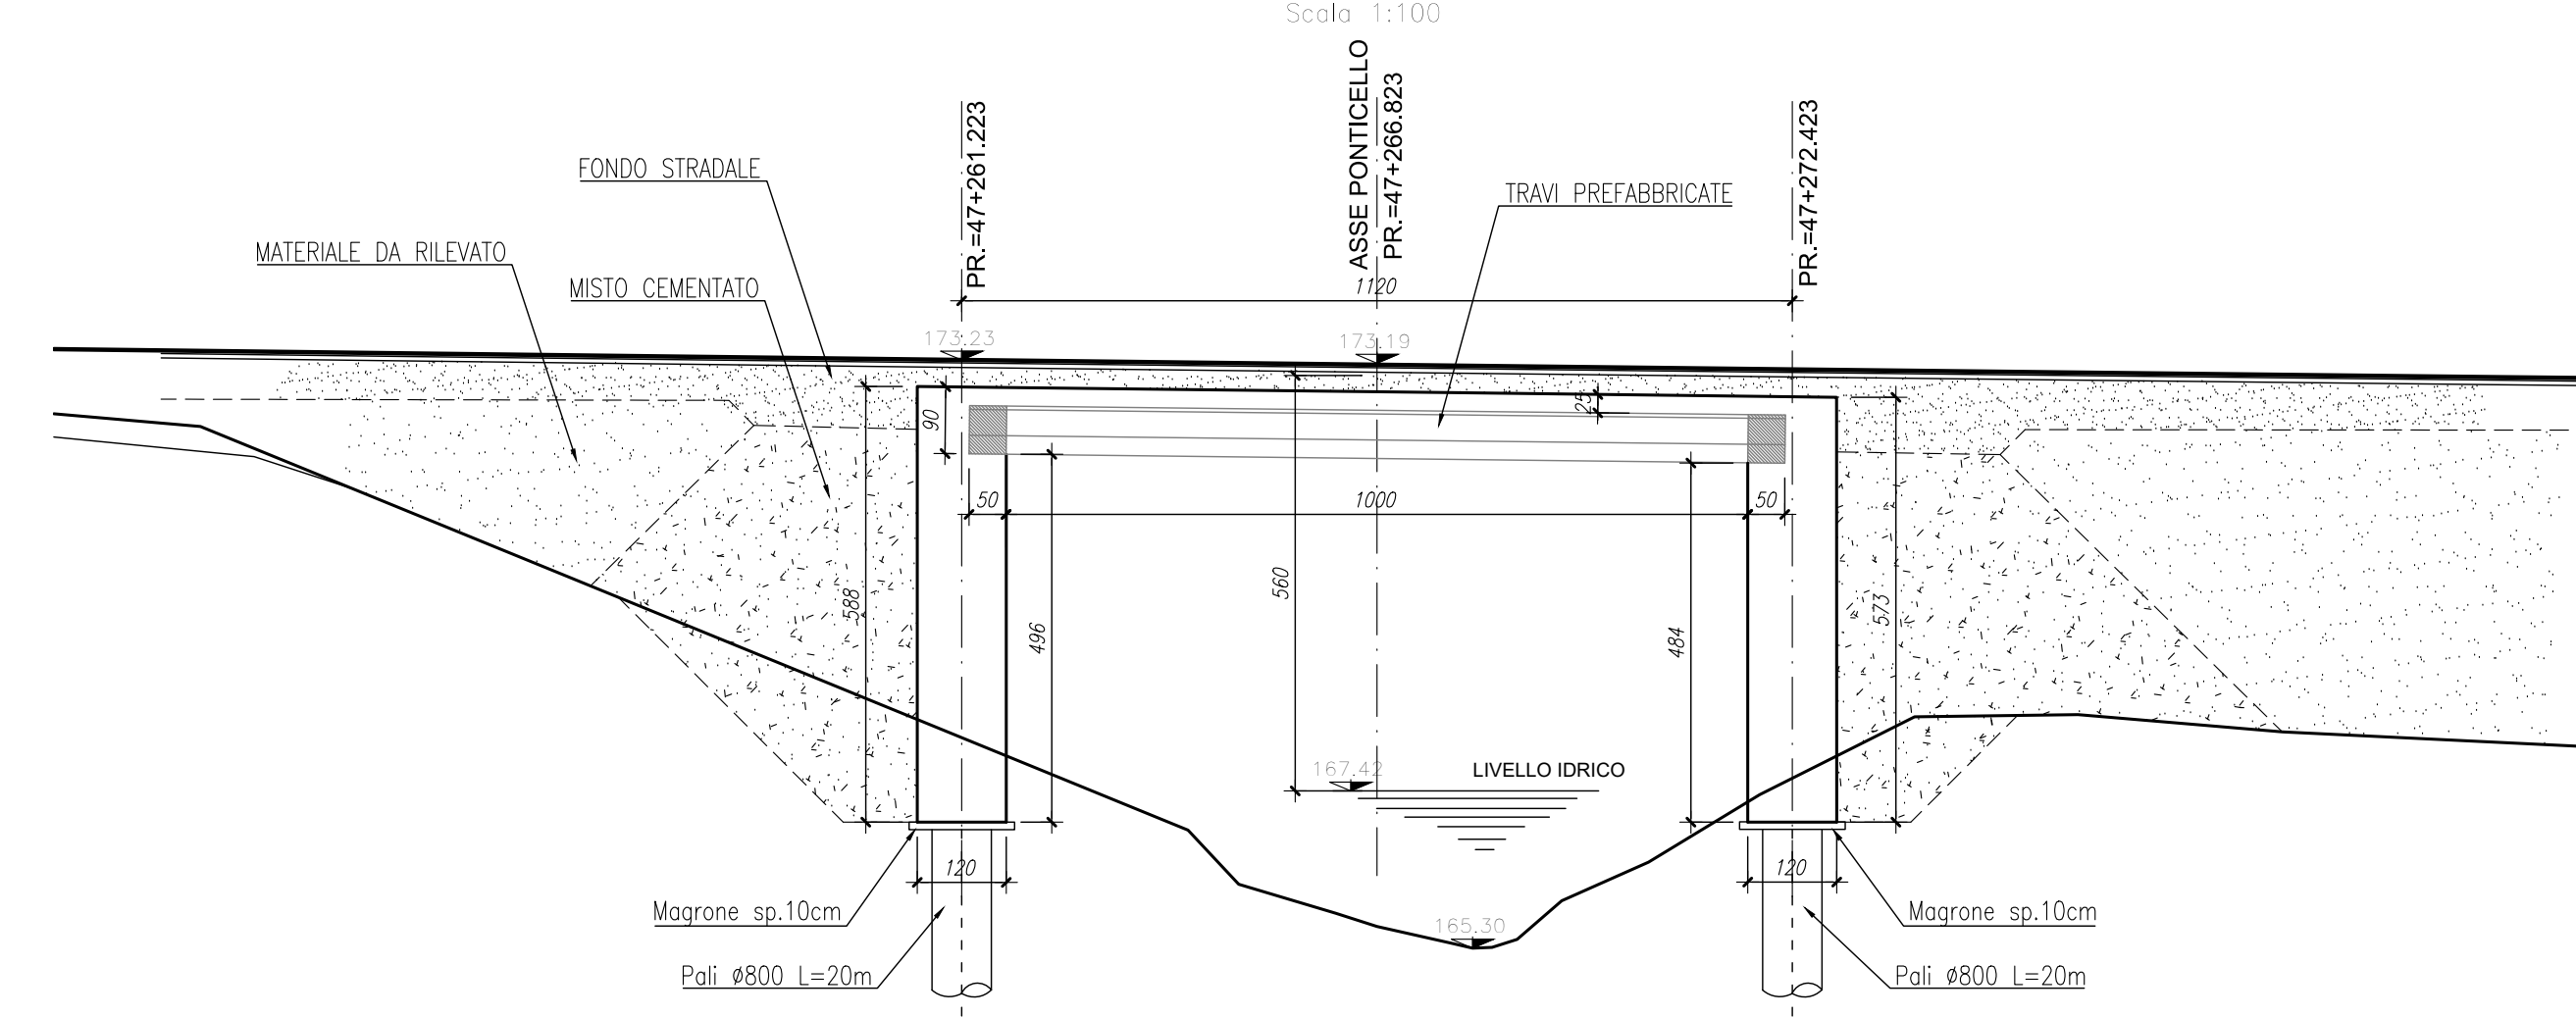 Scala 1:100
PR.=47+261.223
ASSE PONTICELLO
PR.=47+266.823
PR.=47+272.423
FONDO STRADALE
TRAVI PREFABBRICATE
MATERIALE DA RILEVATO
MISTO CEMENTATO
1120
173.23
173.19
90
25
50
1000
50
588
496
560
484
573
167.42
LIVELLO IDRICO
120
120
Magrone sp.10cm
Magrone sp.10cm
165.30
Pali ø800 L=20m
Pali ø800 L=20m